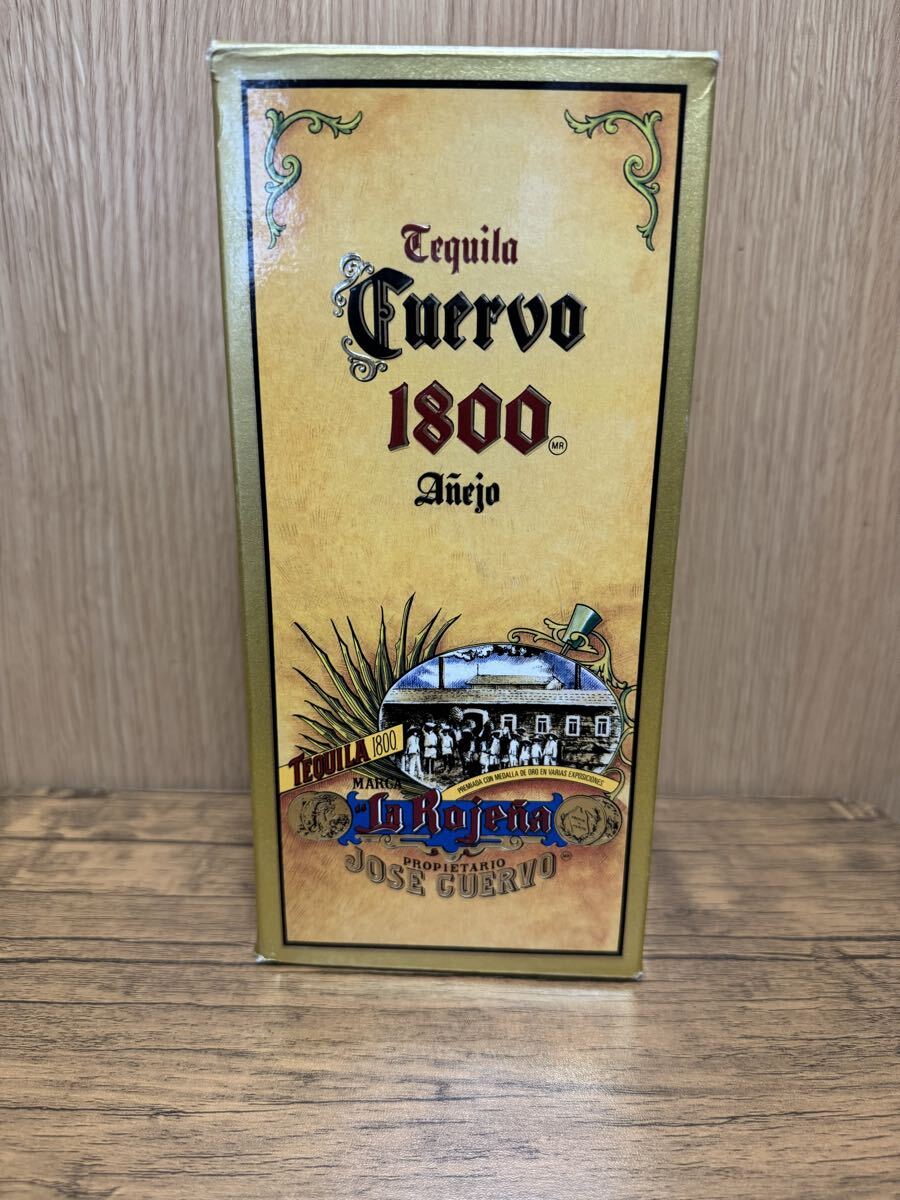 Tequila
Cuervo
1800 MR
Añejo
TEQUILA 1800
PREMIADA CON MEDALLA DE ORO EN VARIAS EXPOSICIONES
MARCA
de La Rojeña
PROPIETARIO
JOSE CUERVO